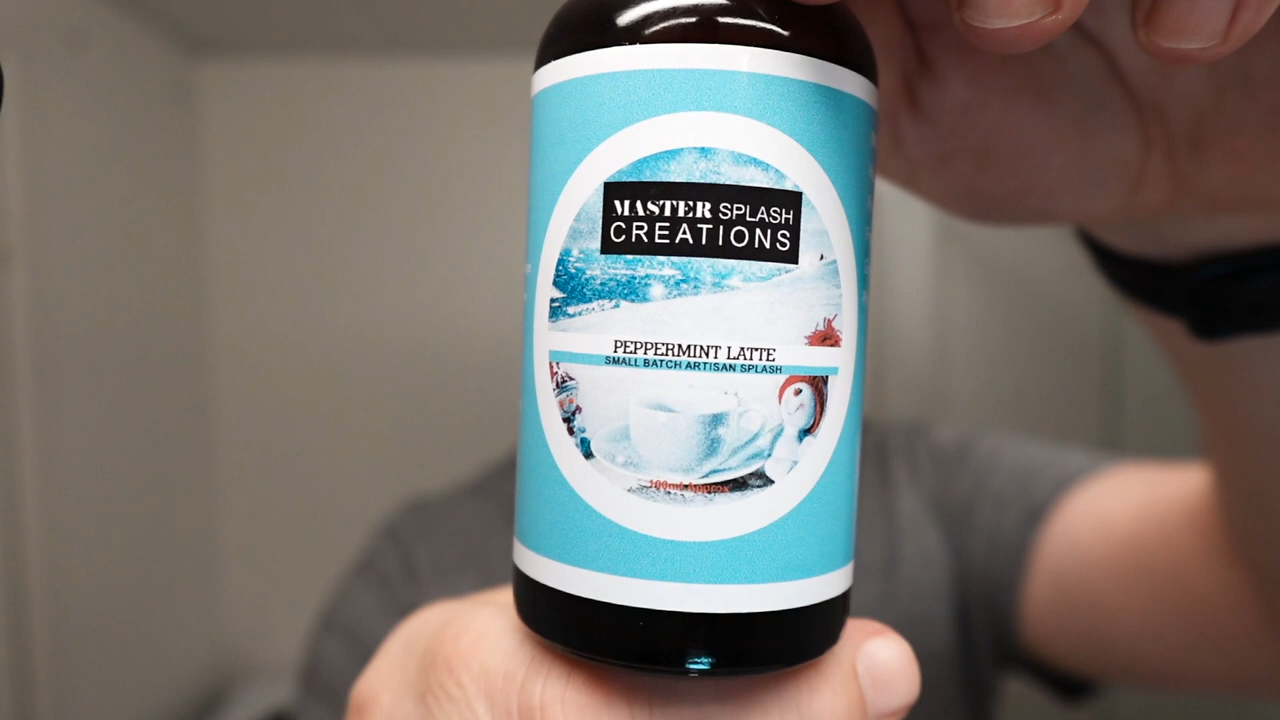 MASTER SPLASH
CREATIONS
PEPPERMINT LATTE
SMALL BATCH ARTISAN SPLASH
100ml Approx